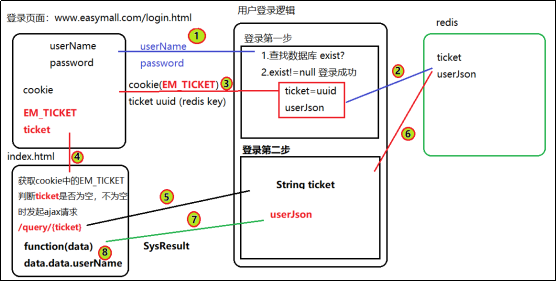 登录页面：www.easymall.com/login.html
userName
password
cookie
EM_TICKET
ticket
1
userName
password
cookie(EM_TICKET)
3
ticket uuid (redis key)
用户登录逻辑
登录第一步
1.查找数据库 exist?
2.exist!=null 登录成功
ticket=uuid
userJson
2
redis
ticket
userJson
6
4
index.html
获取cookie中的EM_TICKET
判断ticket是否为空，不为空
时发起ajax请求
/query/{ticket}
function(data)
8
data.data.userName
5
7
SysResult
登录第二步
String ticket
userJson